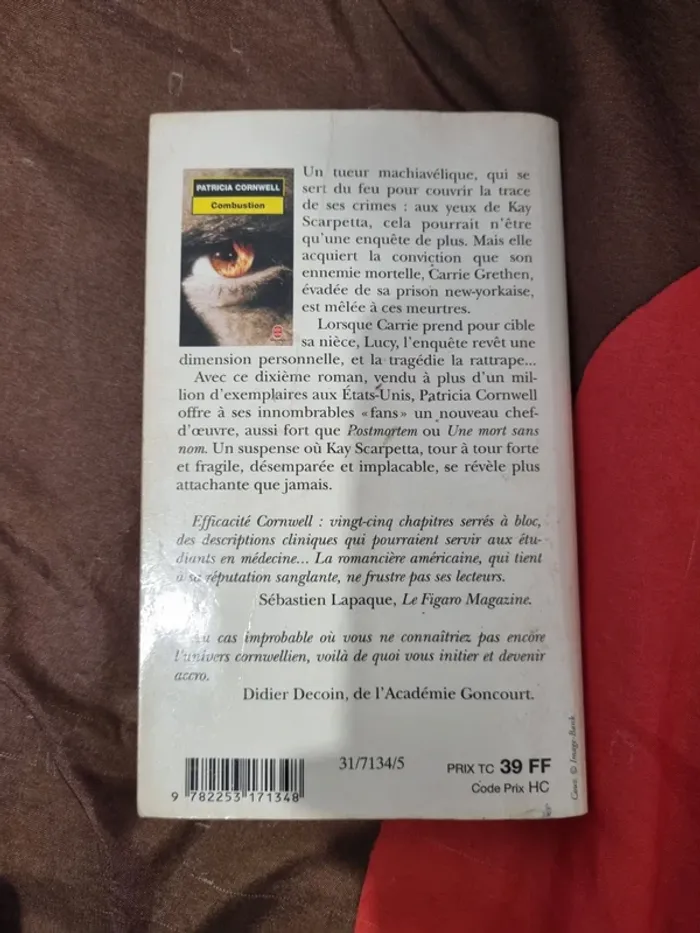 PATRICIA CORNWELL
Combustion
Un tueur machiavélique, qui se
sert du feu pour couvrir la trace
de ses crimes : aux yeux de Kay
Scarpetta, cela pourrait n'être
qu'une enquête de plus. Mais elle
acquiert la conviction que son
ennemie mortelle, Carrie Grethen,
évadée de sa prison new-yorkaise,
est mêlée à ces meurtres.
Lorsque Carrie prend pour cible
sa nièce, Lucy, l'enquête revêt une
dimension personnelle, et la tragédie la rattrape...
Avec ce dixième roman, vendu à plus d'un mil-
lion d'exemplaires aux États-Unis, Patricia Cornwell
offre à ses innombrables «fans» un nouveau chef-
d'œuvre, aussi fort que Postmortem ou Une mort sans
nom. Un suspense où Kay Scarpetta, tour à tour forte
et fragile, désemparée et implacable, se révèle plus
attachante que jamais.
Efficacité Cornwell : vingt-cinq chapitres serrés à bloc,
des descriptions cliniques qui pourraient servir aux étu-
diants en médecine... La romancière américaine, qui tient
à sa réputation sanglante, ne frustre pas ses lecteurs.
Sébastien Lapaque, Le Figaro Magazine.
Au cas improbable où vous ne connaîtriez pas encore
l'univers cornwellien, voilà de quoi vous initier et devenir
accro.
Didier Decoin, de l'Académie Goncourt.
31/7134/5
PRIX TC 39 FF
Code Prix HC
9 782253 171348
Couv. © Image Bank